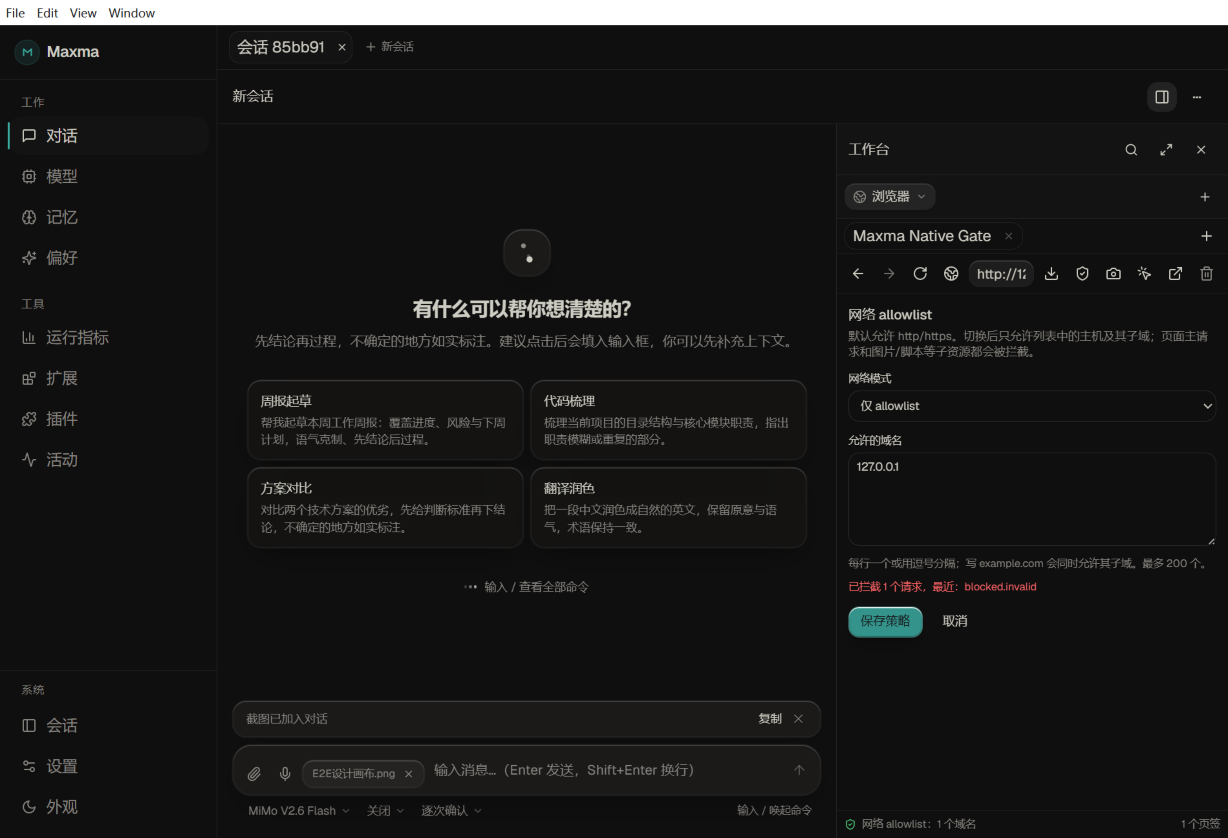 File Edit View Window
M Maxma
工作
对话
模型
记忆
偏好
工具
运行指标
扩展
插件
活动
系统
会话
设置
外观
会话 85bb91 × + 新会话
新会话
有什么可以帮你想清楚的?
先结论再过程，不确定的地方如实标注。建议点击后会填入输入框，你可以先补充上下文。
周报起草
帮我起草本周工作周报：覆盖进度、风险与下周
计划，语气克制、先结论后过程。
代码梳理
梳理当前项目的目录结构与核心模块职责，指出
职责模糊或重复的部分。
方案对比
对比两个技术方案的优劣，先给判断标准再下结
论，不确定的地方如实标注。
翻译润色
把一段中文润色成自然的英文，保留原意与语
气，术语保持一致。
输入 / 查看全部命令
截图已加入对话 复制
E2E设计画布.png × 输入消息...（Enter 发送，Shift+Enter 换行）
MiMo V2.6 Flash 关闭 逐次确认 输入 / 唤起命令
工作台
浏览器
Maxma Native Gate
http://12
网络 allowlist
默认允许 http/https。切换后只允许列表中的主机及其子域；页面主请
求和图片/脚本等子资源都会被拦截。
网络模式
仅 allowlist
允许的域名
127.0.0.1
每行一个或用逗号分隔；写 example.com 会同时允许其子域。最多 200 个。
已拦截 1 个请求，最近：blocked.invalid
保存策略 取消
网络 allowlist：1 个域名 1 个页签